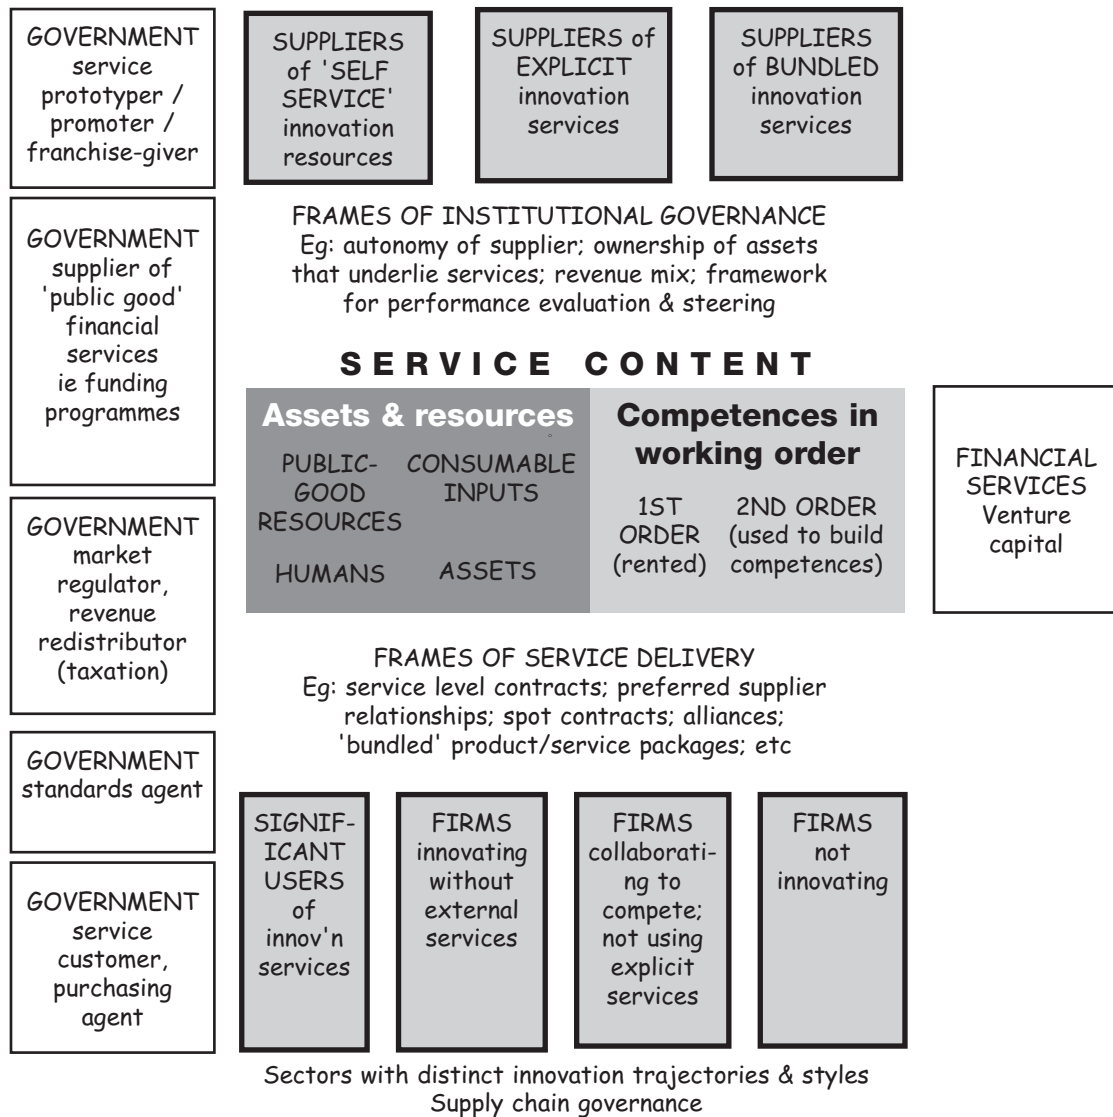 GOVERNMENT
service
prototyper /
promoter /
franchise-giver
SUPPLIERS
of 'SELF
SERVICE'
innovation
resources
SUPPLIERS of
EXPLICIT
innovation
services
SUPPLIERS
of BUNDLED
innovation
services
GOVERNMENT
supplier of
'public good'
financial
services
ie funding
programmes
FRAMES OF INSTITUTIONAL GOVERNANCE
Eg: autonomy of supplier; ownership of assets
that underlie services; revenue mix; framework
for performance evaluation & steering
SERVICE CONTENT
Assets & resources
PUBLIC-
GOOD
RESOURCES
CONSUMABLE
INPUTS
HUMANS
ASSETS
Competences in
working order
1ST
ORDER
(rented)
2ND ORDER
(used to build
competences)
FINANCIAL
SERVICES
Venture
capital
GOVERNMENT
market
regulator,
revenue
redistributor
(taxation)
FRAMES OF SERVICE DELIVERY
Eg: service level contracts; preferred supplier
relationships; spot contracts; alliances;
'bundled' product/service packages; etc
GOVERNMENT
standards agent
GOVERNMENT
service
customer,
purchasing
agent
SIGNIF-
ICANT
USERS
of
innov'n
services
FIRMS
innovating
without
external
services
FIRMS
collaborati-
ng to
compete;
not using
explicit
services
FIRMS
not
innovating
Sectors with distinct innovation trajectories & styles
Supply chain governance